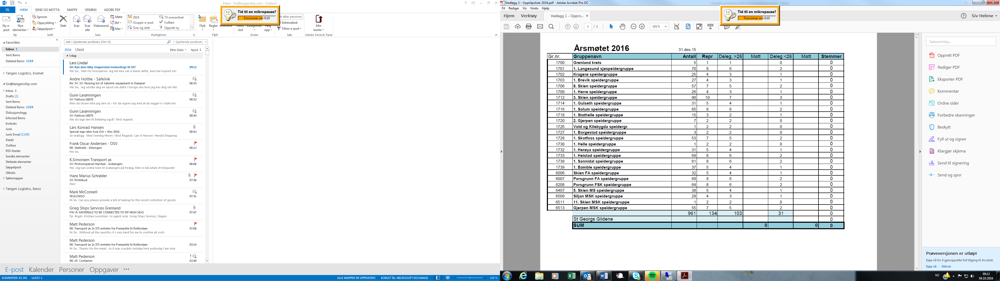 Inbox - Siv@tangenship.com - Outlook
FIL HJEM SEND OG MOTTA MAPPE VISNING ADOBE PDF
Tid til en mikropause?
Forsvinner om 0:10
Ny e-post
Nye elementer
Ignorer
Opprydding
Søppelpost
Slett
Svar
Svar alle
Videresend
Møte
IM
Mer
2014
Gruppe-e-post
Svar og slett
Til overordnet
Fullført
Opprett ny
Flytt
Regler
OneNote
Ulest/lest
Kategoriser
Følg opp
k etter personer
Adressebok
Filtrer e-post
Min konto
Ny Slett Svar Hurtigtrinn Flytt Koder Søk Adobe Send & Track
Favoritter
Inbox 1
Sent Items
Deleted Items 1244
Tangen Logistics, Eramet
Siv@tangenship.com
Inbox 1
Drafts [2]
Sent Items
Deleted Items 1244
Diskusjonslogg
Infected Items
Innboks
Junk
Junk Email [1149]
Kladd
Outbox
RSS-feeder
Sendte elementer
Slettede elementer
Søppelpost
Utboks
Søkemapper
Tangen Logistics, Ineos
Søk i Gjeldende postboks (Ctrl+E) Gjeldende postboks
Alle Ulest Etter Dato Nyest
I dag
Lars Lindal
SV: Kan dere tilby Ungarn(md innhenting) til US? 09:11
Hei Siv, Takk for forespørsel. Jeg vet ikke om vi klarer dette, men har kopiert inn
Andre Holthe - Safelink
Re: SV: SV: Packing list of Safelink equipment in Dampier 08:55
Hei Siv, Jeg sendte deg en epost om dette i forrige uke hvor jeg ber deg om råd.
Gunn Larønningen
SV: Faktura 18870 08:52
Men da skriver ikke jeg den ut – for da regner jeg med at du legger'n i hylla her
Gunn Larønningen
SV: Faktura 18870 08:43
Har du lagt den til betaling også? Best regards
Lars Konrad Hansen
Special eqp rater Asia Oct + Nov 2016 08:42
Se vedlegg Med Vennlig Hilsen / Best Regards Lars K Hansen Hevold Shipping
Frank Oscar Andersen - DSV
RE: Stathelle - Ditzingen 08:12
Hei Siv,
K.Simonsen Transport as
SV: Prisforespørsel Harstad - Gratangen 08:06
Hei Jeg kan ordne kran til Gratangen på fredag. Men vi må avtale et tidspunkt
Hans Marius Schrøder
SV: Pristilbud 07:56
Hier!
Mark McConnell
YEU1234SO 07:51
Hi Siv Can you please provide a bill of lading for the recent collection of goods
Grieg Ships Services Grenland
FW: R: MATERIALS TO BE CONNECTED TO MT HIGH SEAS 07:47
Fyi Brgds Kristian Lorentzen As agent only Grieg Ships Services, Slagen
Matt Pederson
RE: Transport av 2x 37t enheter fra Fremantle til Rotterdam 07:08
Hi Siv, Without all the specifics it's very hard for me to confirm all costs
Matt Pederson
RE: Transport av 2x 37t enheter fra Fremantle til Rotterdam 03:14
Hi Siv, Thanks for the email. As it was a public holiday here yesterday I am only
Matt Pederson
RE: 10' Container 02:48
E-post Kalender Personer Oppgaver ···
ELEMENTER: 43 241 ULEST: 1 ALLE MAPPER ER OPPDATERT. KOBLET TIL: MICROSOFT EXCHANGE 100 %
Vedlegg 1 - Oppropsliste 2016.pdf - Adobe Acrobat Pro DC
Fil Rediger Vis Vindu Hjelp
Tid til en mikropause?
Forsvinner om 0:10
Hjem Verktøy Vedlegg 1 - Oppro... × Siv Helene
1 / 1 101%
Årsmøtet 2016 31.des.15
Gr.nr. Gruppenavn Antall Repr Deleg. >26 Møtt Deleg <26 Møtt Stemmer
1700 Grenland krets 5 1 1 0 0
1701 1. Langesund sjøspeidergruppe 70 8 6 2 0
1702 Kragerø speidergruppe 25 4 3 1 0
1703 1. Brevik speidergruppe 27 4 3 1 0
1706 8. Skien speidergruppe 57 7 5 2 0
1709 1. Herre speidergruppe 26 4 3 1 0
1712 3. Skien speidergruppe 90 10 7 3 0
1714 1. Gulseth speidergruppe 31 5 4 1 0
1716 1. Solum speidergruppe 65 8 6 2 0
1718 1. Stathelle speidergruppe 15 3 2 1 0
1720 2. Gjerpen speidergruppe 7 2 2 0 0
1726 Vold og Kilebygda speidergr. 1 2 2 0 0
1727 1. Borgestad speidergruppe 3 2 2 0 0
1728 1. Skotfoss speidergruppe 53 7 5 2 0
1730 1. Helle speidergruppe 1 2 2 0 0
1732 1. Herøya speidergruppe 31 5 4 1 0
1733 1. Heistad speidergruppe 69 8 6 2 0
1738 1. Sannidal speidergruppe 61 8 6 2 0
1739 1. Bamble speidergruppe 37 5 4 1 0
6006 Skien FA speidergruppe 32 5 4 1 0
6007 Porsgrunn FA speidergruppe 69 8 6 2 0
6208 Porsgrunn FSK speidergruppe 64 8 6 2 0
6407 5. Skien MS speidergruppe 38 5 4 1 0
6509 Siljan MSK speidergruppe 28 4 3 1 0
6511 11. Skien MSK speidergruppe 1 2 2 0 0
6513 Gjerpen MSK speidergruppe 55 7 5 2 0
961 134 103 31 0
St Georgs Gildene 0
SUM 0 0 0
Søkeverktøy...
Opprett PDF
Rediger PDF
Eksporter PDF
Kommentar
Ordne sider
Forbedre skanninger
Beskytt
Fyll ut og signer
Klargjør skjema
Send til signering
Send og spor
Prøveversjonen er utløpt
Kjøp nå for å gjenopprette full tilgang til Acrobat.
Kjøp nå Aktiver
NO 09:12
04.10.2016